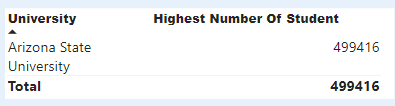 University Highest Number Of Student
Arizona State 499416
University
Total 499416